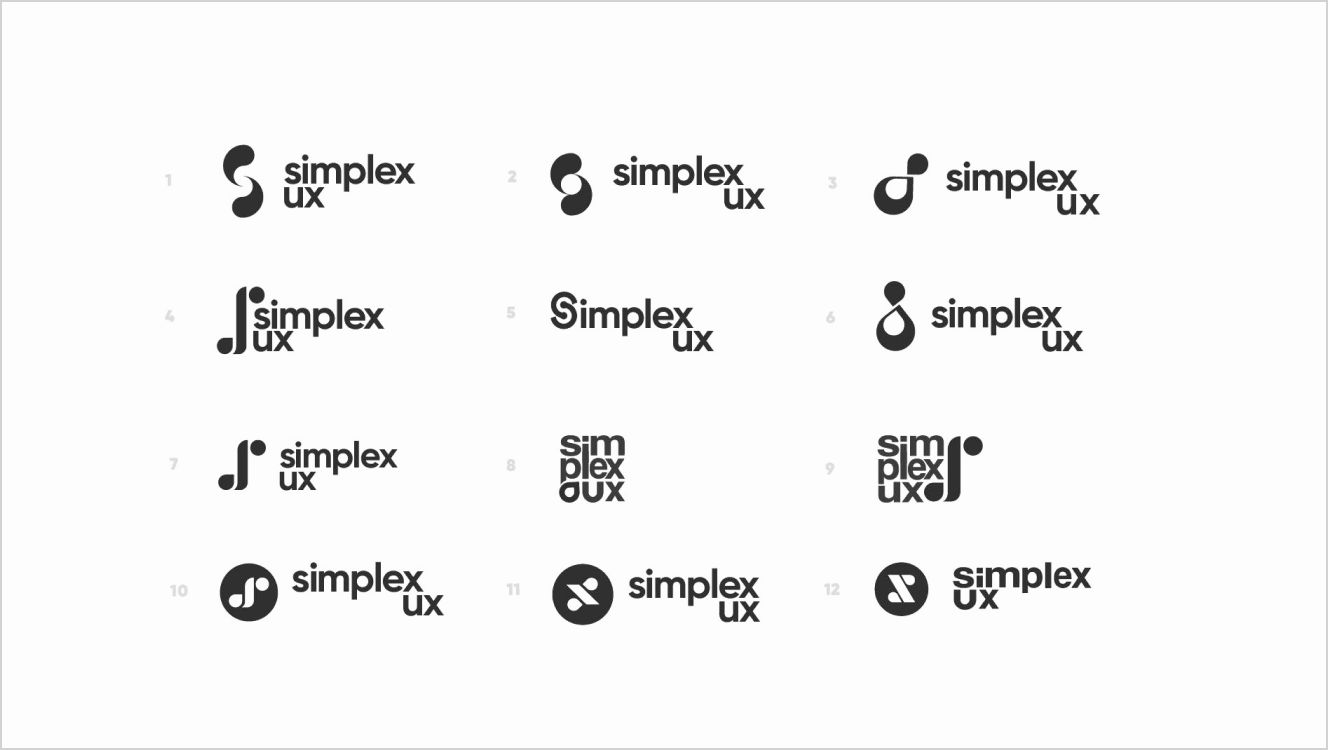 1 simplex
ux
2 simplex
ux
3 simplex
ux
4 simplex
ux
5 Simplex
ux
6 simplex
ux
7 simplex
ux
8 sim
plex
ux
9 sim
plex
ux
10 simplex
ux
11 simplex
ux
12 simplex
ux